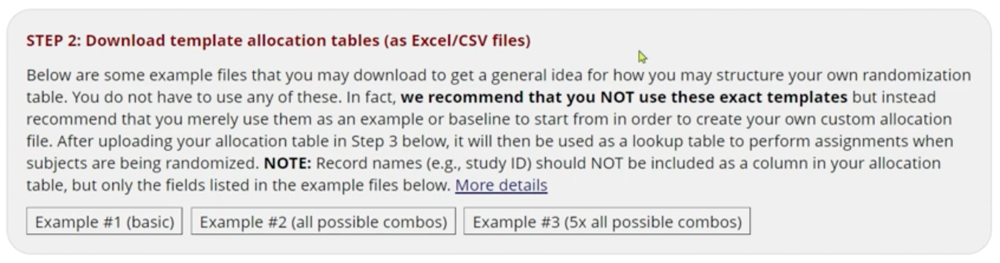 STEP 2: Download template allocation tables (as Excel/CSV files)
Below are some example files that you may download to get a general idea for how you may structure your own randomization
table. You do not have to use any of these. In fact, we recommend that you NOT use these exact templates but instead
recommend that you merely use them as an example or baseline to start from in order to create your own custom allocation
file. After uploading your allocation table in Step 3 below, it will then be used as a lookup table to perform assignments when
subjects are being randomized. NOTE: Record names (e.g., study ID) should NOT be included as a column in your allocation
table, but only the fields listed in the example files below. More details
Example #1 (basic) Example #2 (all possible combos) Example #3 (5x all possible combos)